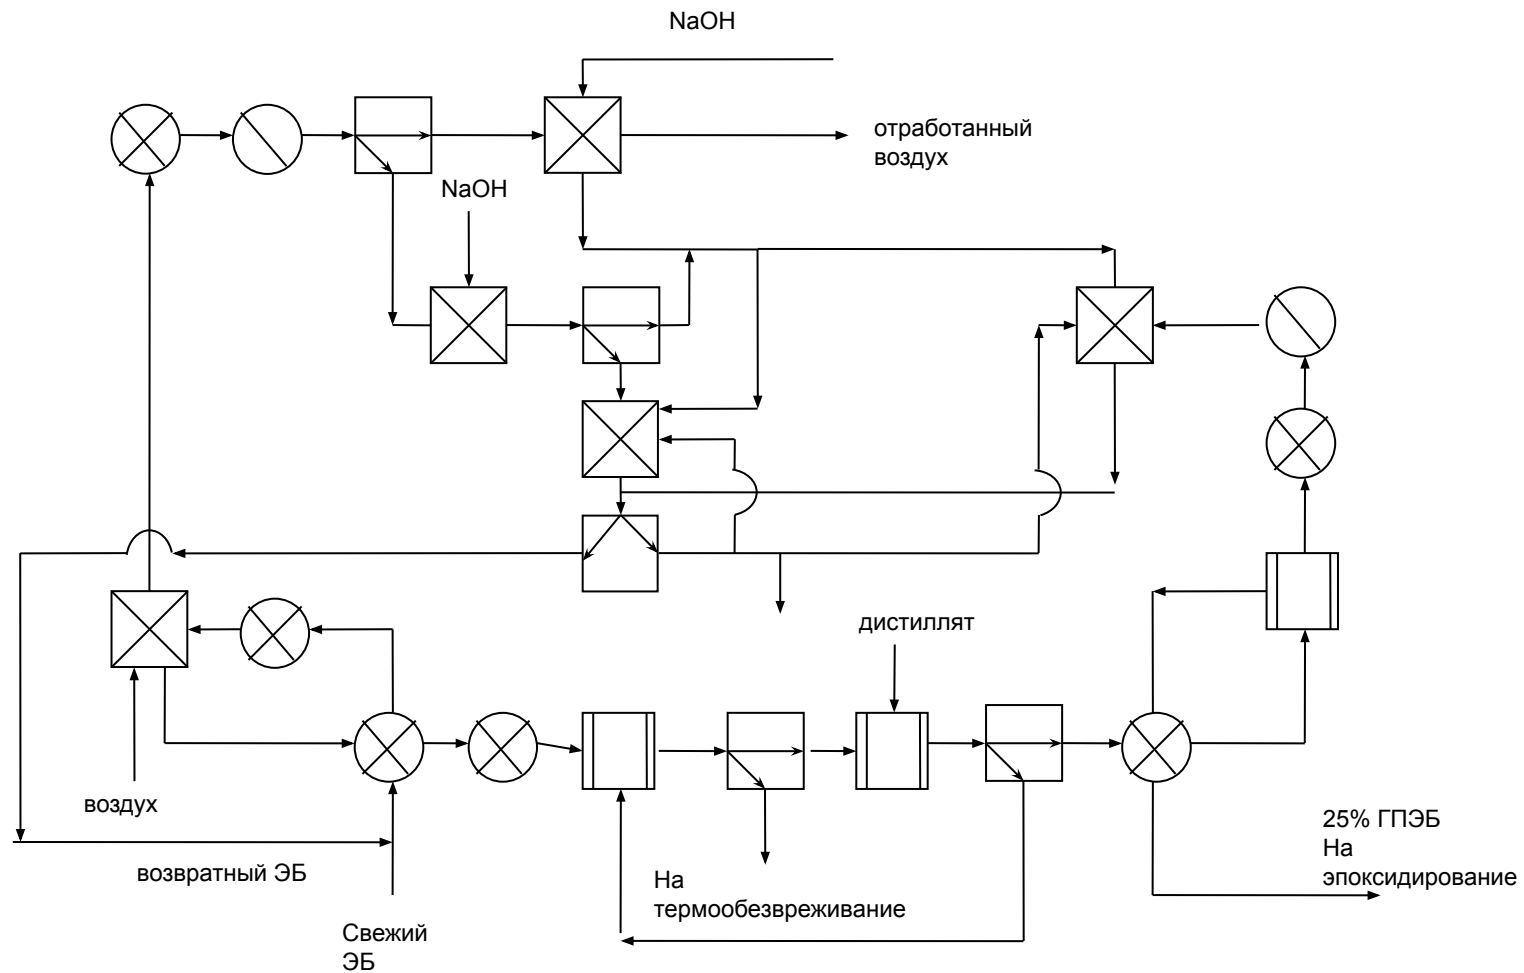 NaOH
отработанный
воздух
NaOH
дистиллят
воздух
возвратный ЭБ
Свежий
ЭБ
На
термообезвреживание
25% ГПЭБ
На
эпоксидирование